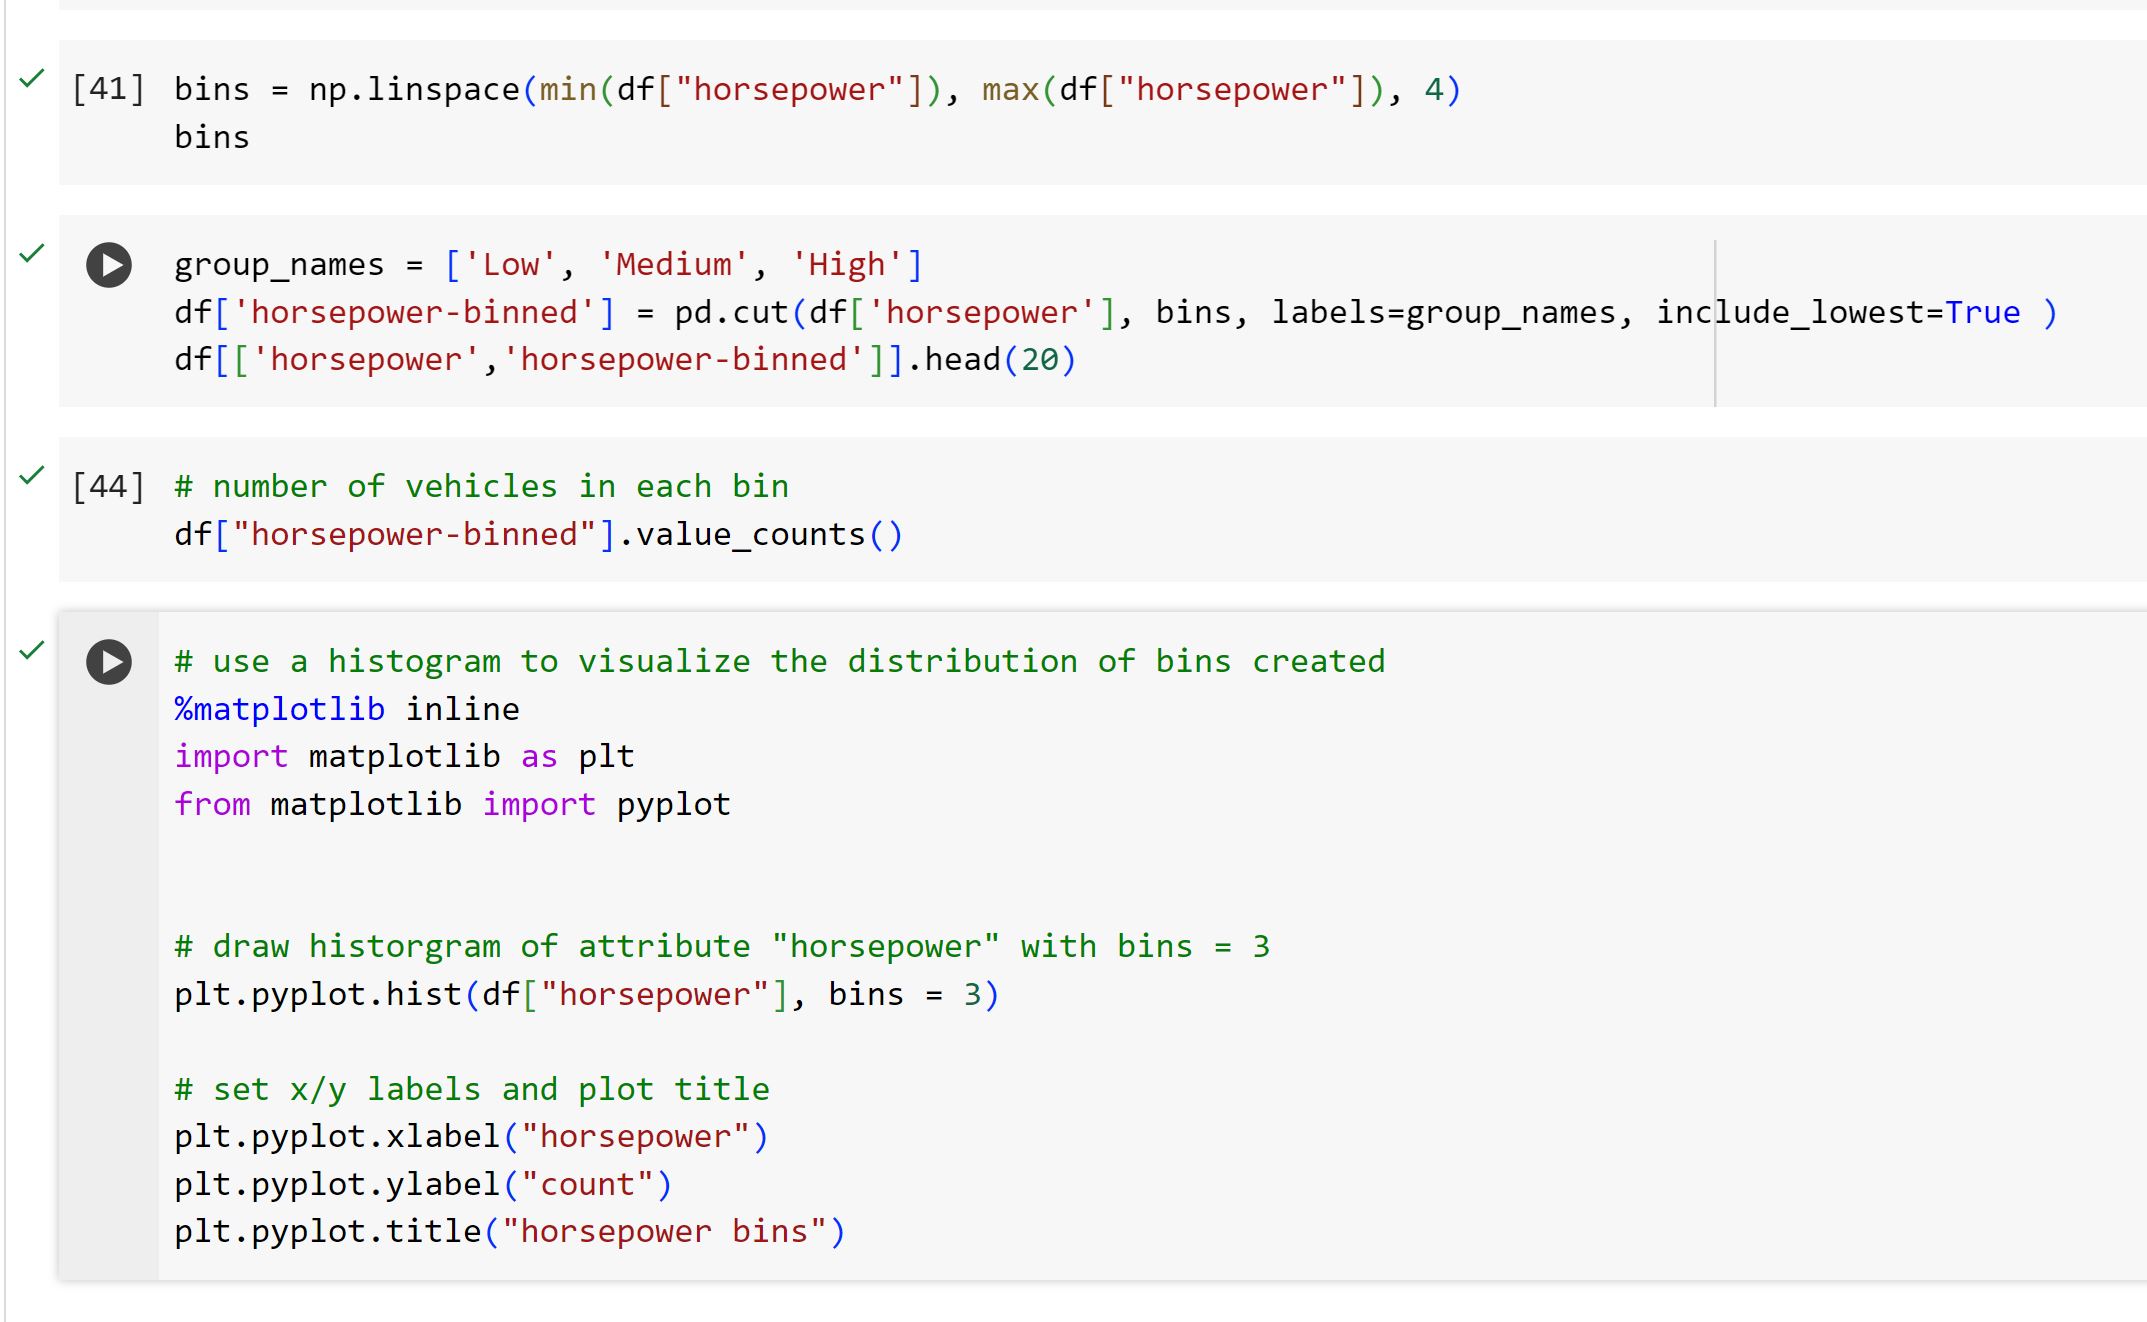 [41] bins = np.linspace(min(df["horsepower"]), max(df["horsepower"]), 4)
bins
group_names = ['Low', 'Medium', 'High']
df['horsepower-binned'] = pd.cut(df['horsepower'], bins, labels=group_names, include_lowest=True )
df[['horsepower','horsepower-binned']].head(20)
[44] # number of vehicles in each bin
df["horsepower-binned"].value_counts()
# use a histogram to visualize the distribution of bins created
%matplotlib inline
import matplotlib as plt
from matplotlib import pyplot
# draw historgram of attribute "horsepower" with bins = 3
plt.pyplot.hist(df["horsepower"], bins = 3)
# set x/y labels and plot title
plt.pyplot.xlabel("horsepower")
plt.pyplot.ylabel("count")
plt.pyplot.title("horsepower bins")